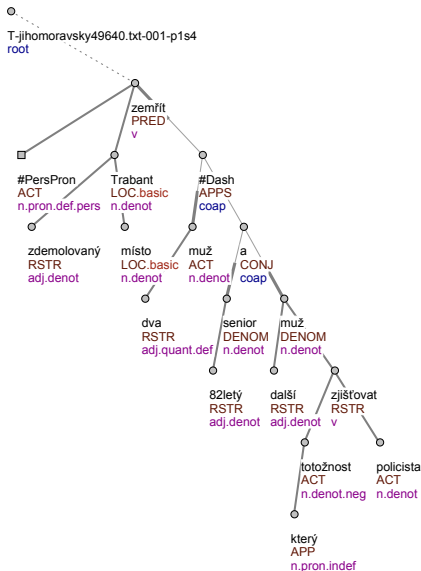 T-jihomoravsky49640.txt-001-p1s4
root
zemřít
PRED
v
#PersPron
ACT
n.pron.def.pers
Trabant
LOC.basic
n.denot
#Dash
APPS
coap
zdemolovaný
RSTR
adj.denot
místo
LOC.basic
n.denot
muž
ACT
n.denot
a
CONJ
coap
dva
RSTR
adj.quant.def
senior
DENOM
n.denot
muž
DENOM
n.denot
82letý
RSTR
adj.denot
další
RSTR
adj.denot
zjišťovat
RSTR
v
totožnost
ACT
n.denot.neg
policista
ACT
n.denot
který
APP
n.pron.indef